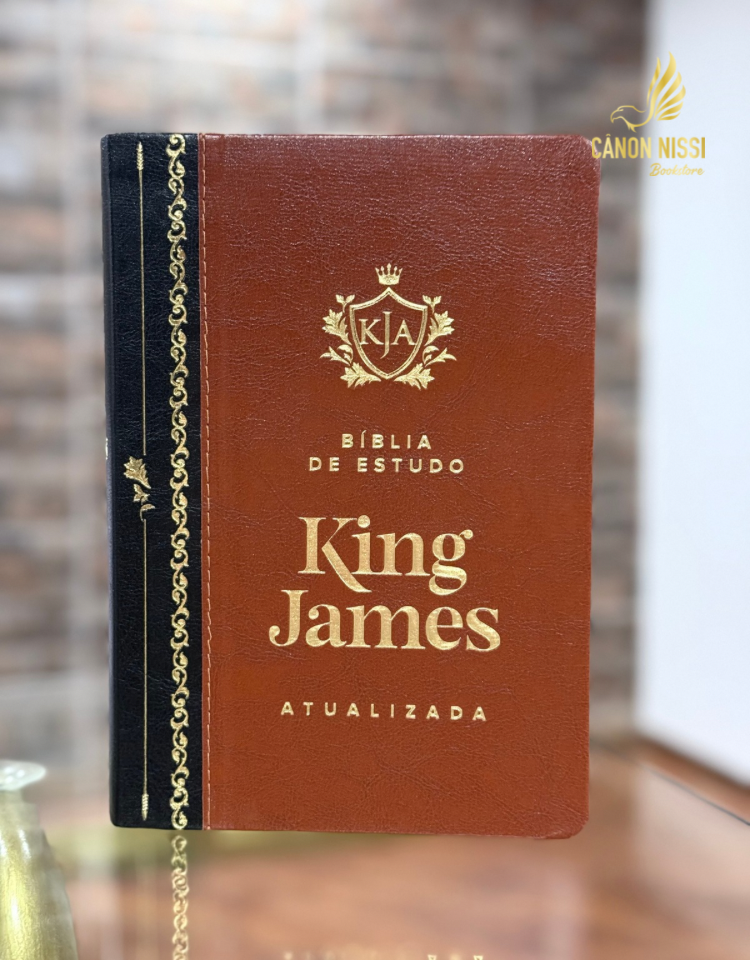 CÂNON NISSI
Bookstore
KJA
BÍBLIA
DE ESTUDO
King
James
ATUALIZADA